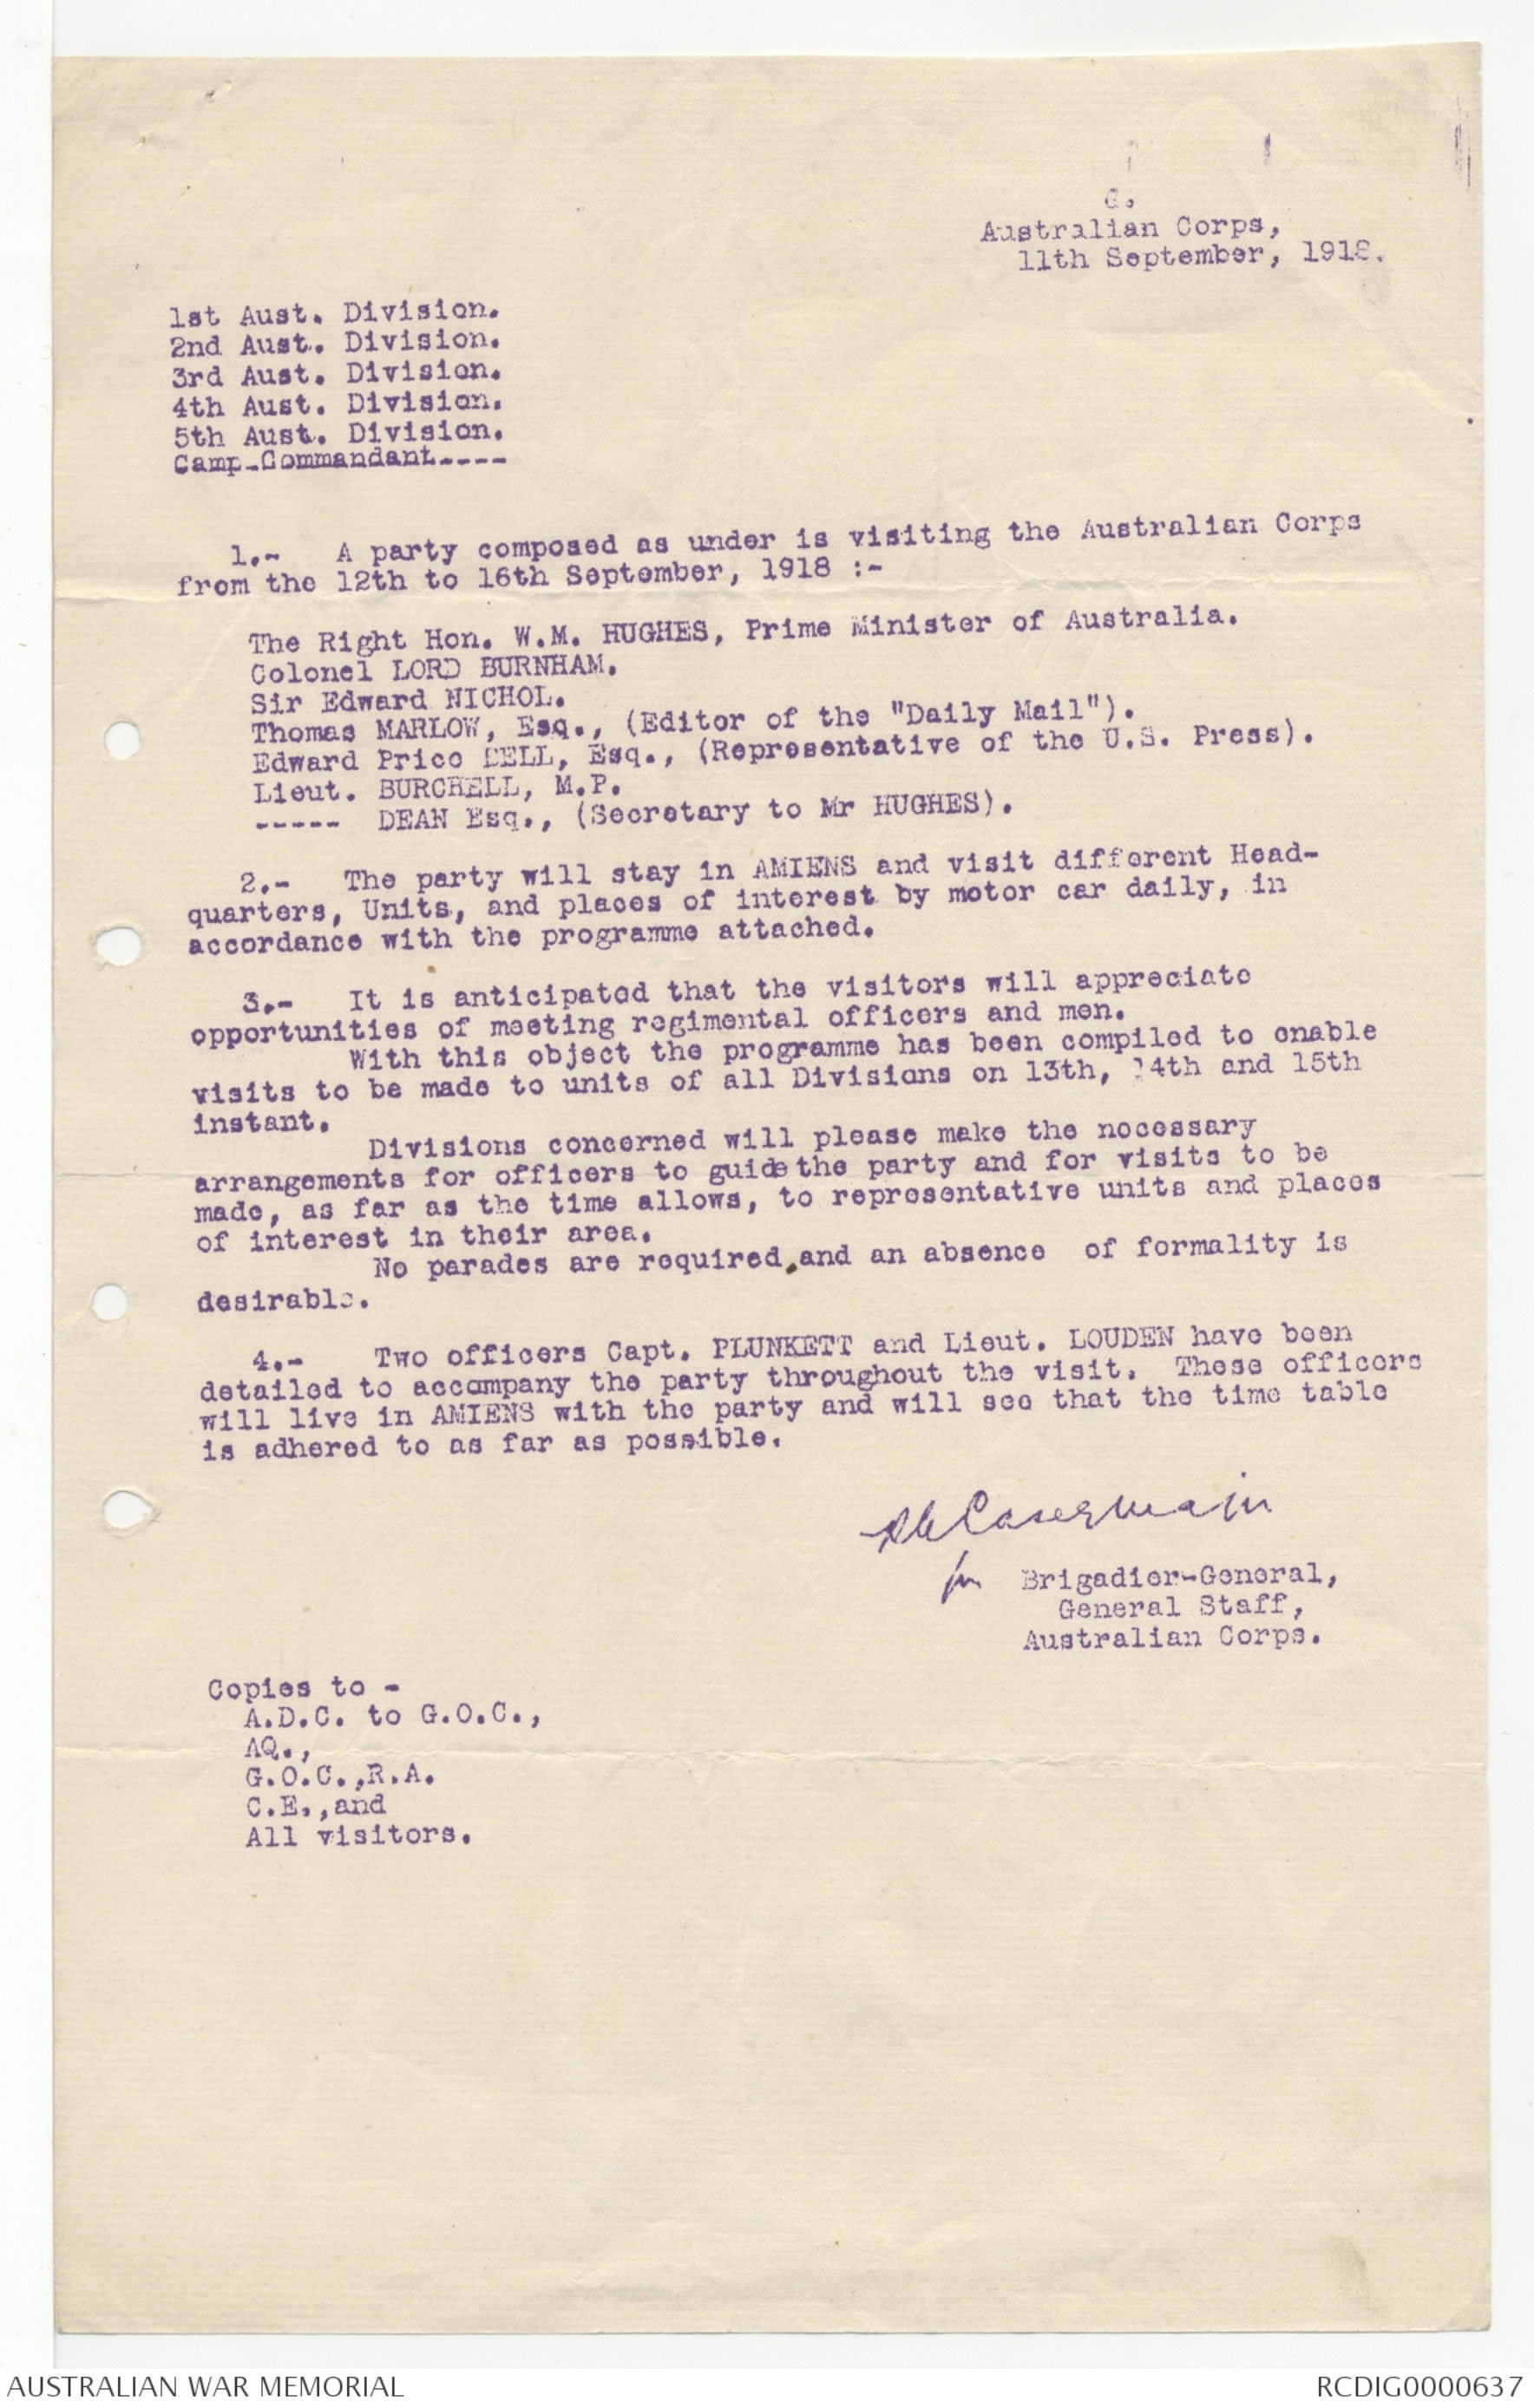 G.
Australian Corps,
11th September, 1918.
1st Aust. Division.
2nd Aust. Division.
3rd Aust. Division.
4th Aust. Division.
5th Aust. Division.
Camp Commandant----
1.- A party composed as under is visiting the Australian Corps
from the 12th to 16th September, 1918 :-
The Right Hon. W.M. HUGHES, Prime Minister of Australia.
Colonel LORD BURNHAM.
Sir Edward NICHOL.
Thomas MARLOW, Esq., (Editor of the "Daily Mail").
Edward Price BELL, Esq., (Representative of the U.S. Press).
Lieut. BURCHELL, M.P.
----- DEAN Esq., (Secretary to Mr HUGHES).
2.- The party will stay in AMIENS and visit different Head-
quarters, Units, and places of interest by motor car daily, in
accordance with the programme attached.
3.- It is anticipated that the visitors will appreciate
opportunities of meeting regimental officers and men.
With this object the programme has been compiled to enable
visits to be made to units of all Divisions on 13th, 14th and 15th
instant.
Divisions concerned will please make the necessary
arrangements for officers to guide the party and for visits to be
made, as far as the time allows, to representative units and places
of interest in their area.
No parades are required, and an absence of formality is
desirable.
4.- Two officers Capt. PLUNKETT and Lieut. LOUDEN have been
detailed to accompany the party throughout the visit. These officers
will live in AMIENS with the party and will see that the time table
is adhered to as far as possible.
for Brigadier-General,
General Staff,
Australian Corps.
Copies to -
A.D.C. to G.O.C.,
AQ.,
G.O.C.,R.A.
C.E.,and
All visitors.
AUSTRALIAN WAR MEMORIAL
RCDIG0000637